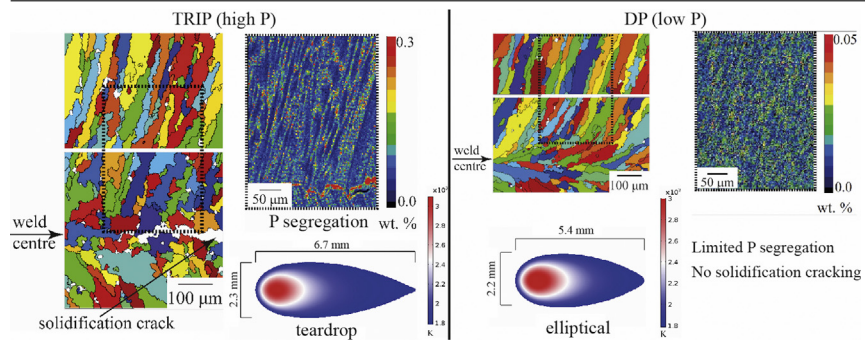 TRIP (high P)
0.3
0.0
wt. %
50 µm
P segregation
weld
centre
100 µm
solidification crack
6.7 mm
2.3 mm
teardrop
×10³
3
2.8
2.6
2.4
2.2
2
1.8
K
DP (low P)
0.05
0.0
wt. %
50 µm
weld
centre
100 µm
5.4 mm
2.2 mm
elliptical
×10³
3
2.8
2.6
2.4
2.2
2
1.8
K
Limited P segregation
No solidification cracking